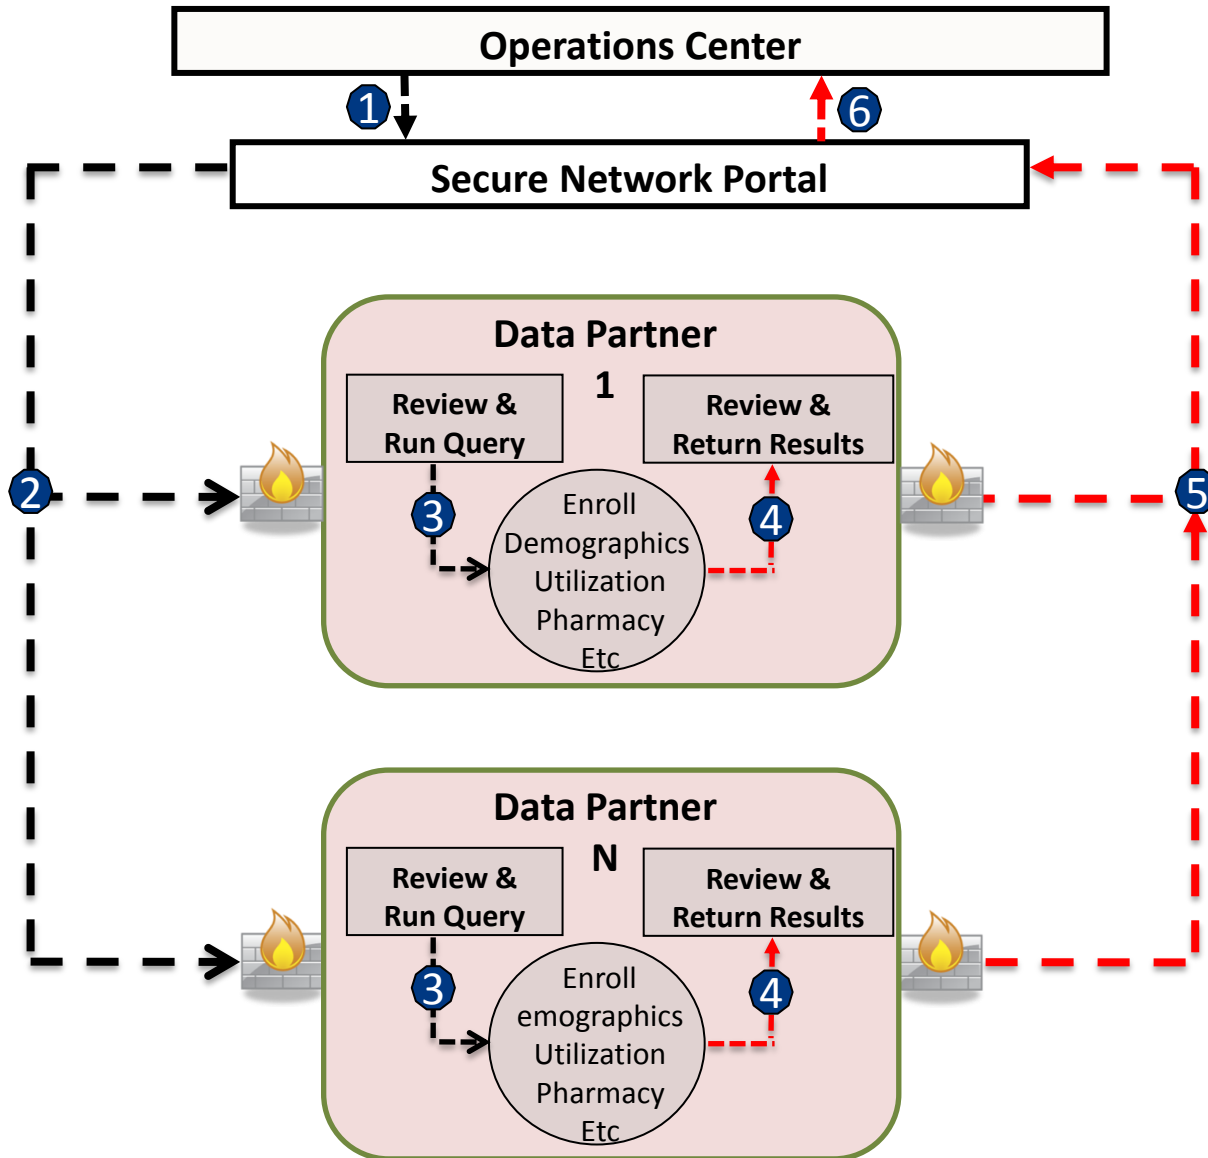 Operations Center
1
6
Secure Network Portal
Data Partner
1
Review &
Run Query
Review &
Return Results
2
3
Enroll
Demographics
Utilization
Pharmacy
Etc
4
5
Data Partner
N
Review &
Run Query
Review &
Return Results
3
Enroll
emographics
Utilization
Pharmacy
Etc
4